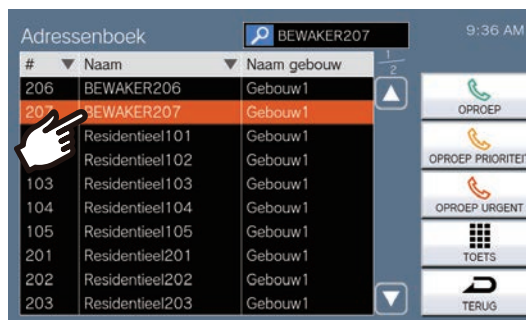 Adressenboek BEWAKER207 9:36 AM
# Naam Naam gebouw 1/2
206 BEWAKER206 Gebouw1
207 BEWAKER207 Gebouw1
Residentieel101 Gebouw1
Residentieel102 Gebouw1
103 Residentieel103 Gebouw1
104 Residentieel104 Gebouw1
105 Residentieel105 Gebouw1
201 Residentieel201 Gebouw1
202 Residentieel202 Gebouw1
203 Residentieel203 Gebouw1
OPROEP
OPROEP PRIORITEIT
OPROEP URGENT
TOETS
TERUG